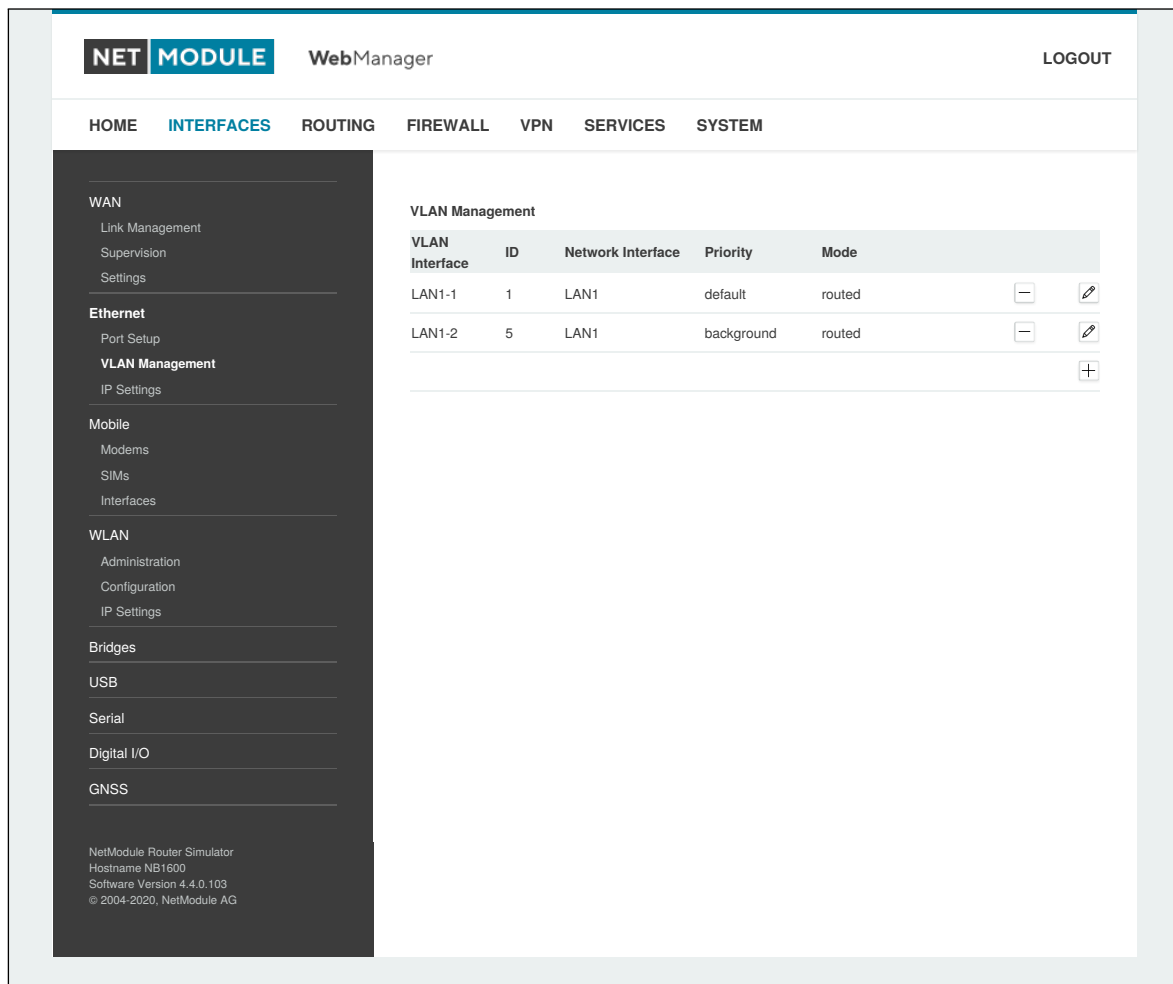 NET MODULE WebManager LOGOUT
HOME INTERFACES ROUTING FIREWALL VPN SERVICES SYSTEM
WAN
Link Management
Supervision
Settings
Ethernet
Port Setup
VLAN Management
IP Settings
Mobile
Modems
SIMs
Interfaces
WLAN
Administration
Configuration
IP Settings
Bridges
USB
Serial
Digital I/O
GNSS
NetModule Router Simulator
Hostname NB1600
Software Version 4.4.0.103
© 2004-2020, NetModule AG
VLAN Management
VLAN Interface ID Network Interface Priority Mode
LAN1-1 1 LAN1 default routed
LAN1-2 5 LAN1 background routed